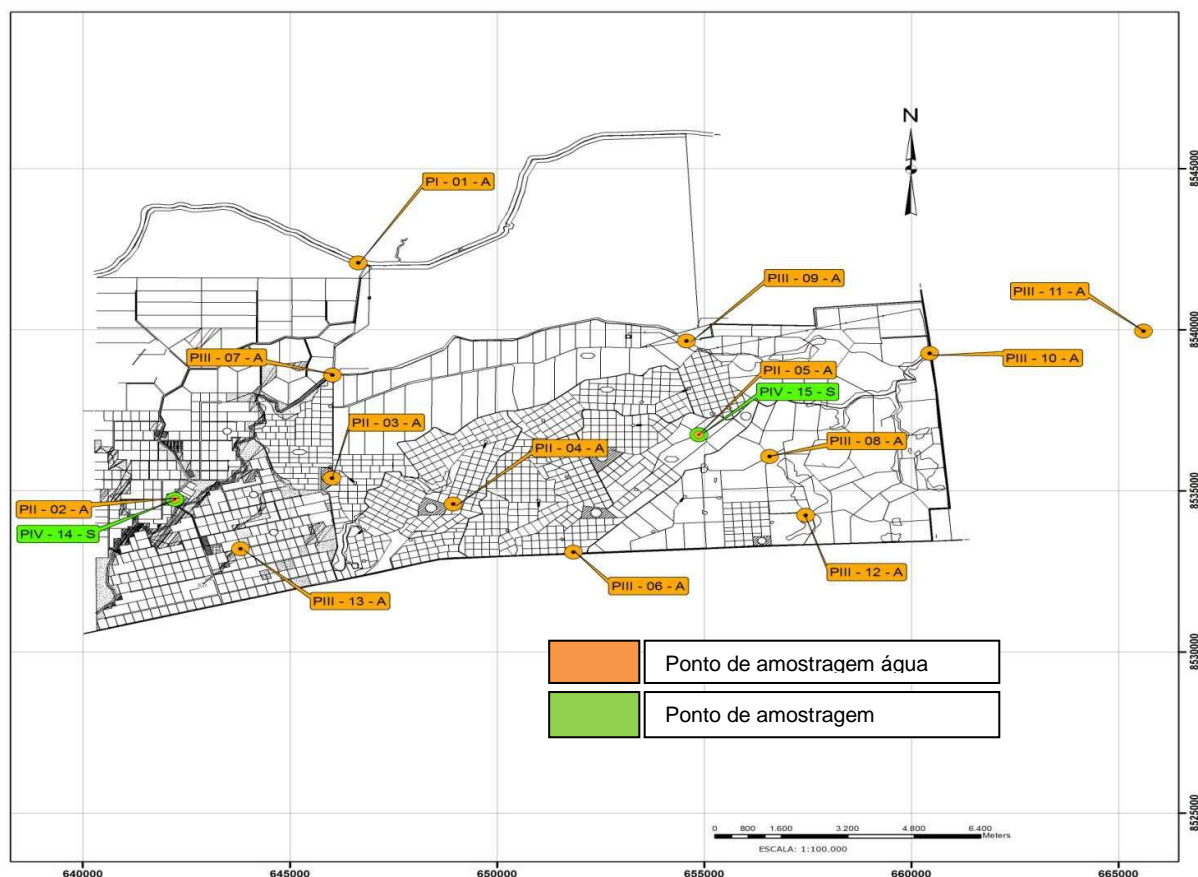 N
PI - 01 - A
PIII - 09 - A
PIII - 11 - A
PIII - 07 - A
PIII - 10 - A
PII - 05 - A
PIV - 15 - S
PII - 03 - A
PII - 04 - A
PIII - 08 - A
PII - 02 - A
PIV - 14 - S
PIII - 12 - A
PIII - 06 - A
PIII - 13 - A
Ponto de amostragem água
Ponto de amostragem
0 800 1.600 3.200 4.800 6.400
Meters
ESCALA: 1:100.000
8545000
8540000
8535000
8530000
8525000
640000 645000 650000 655000 660000 665000